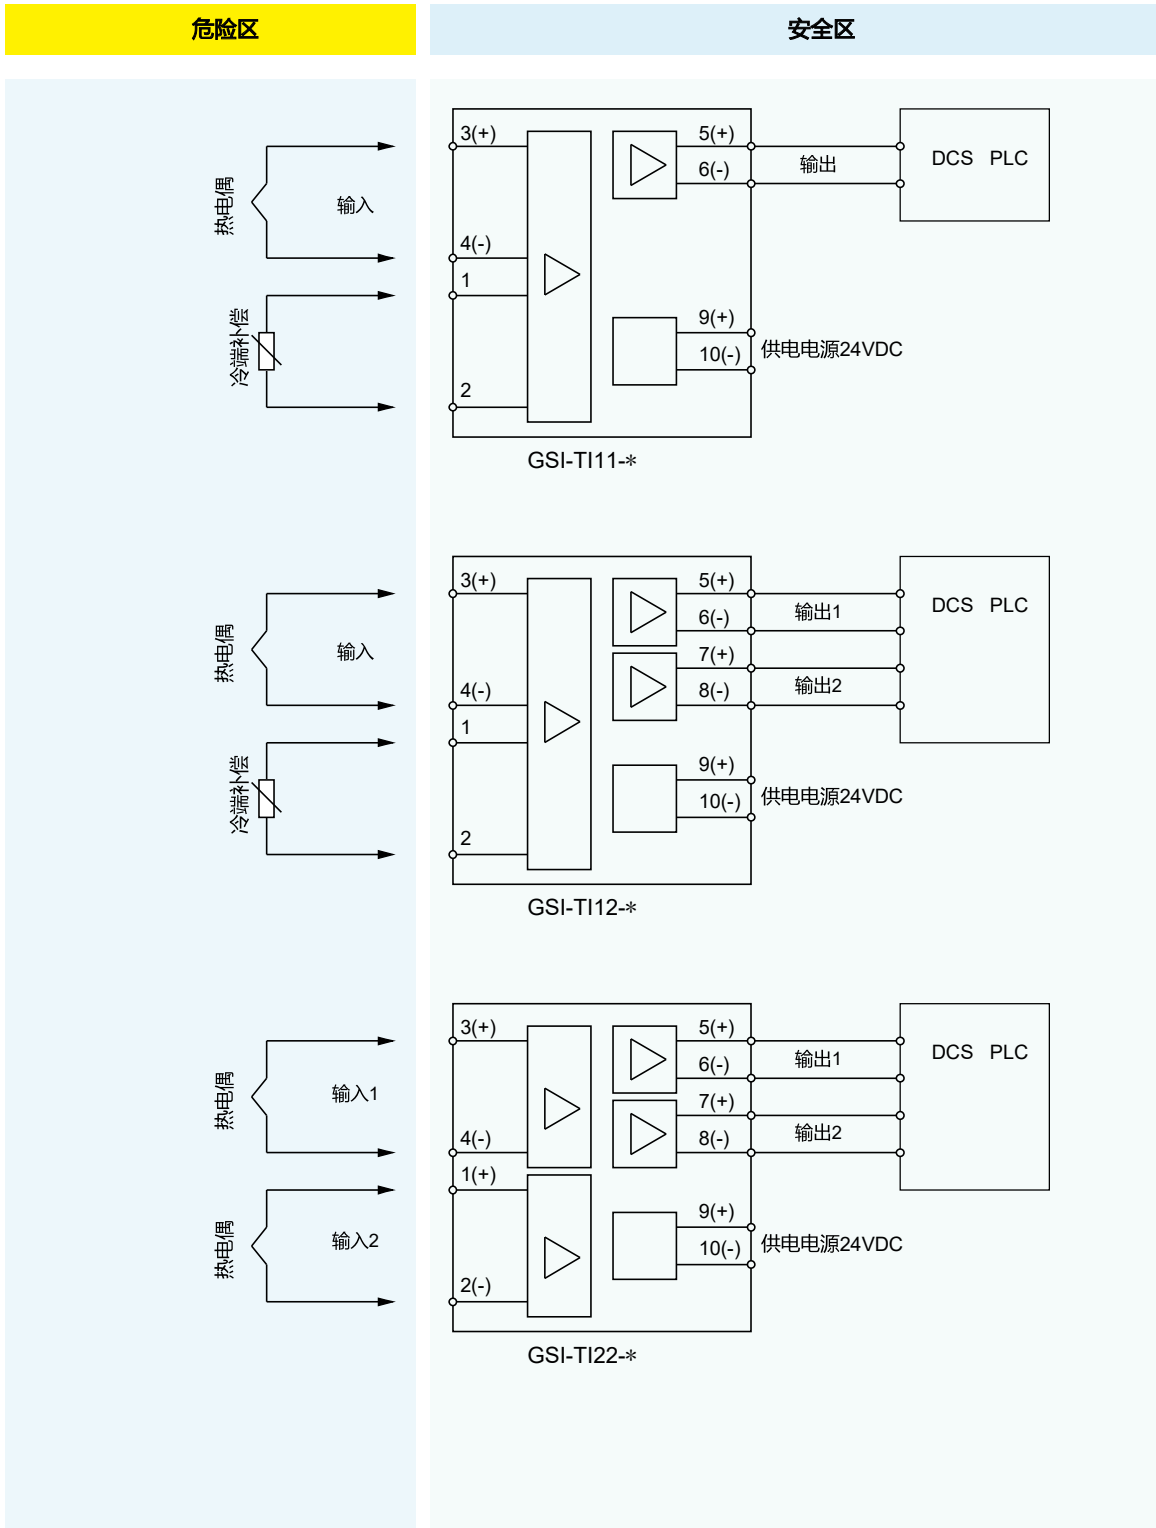 危险区
安全区
3(+)
5(+)
6(-)
输出
DCS PLC
热电偶
输入
4(-)
1
冷端补偿
9(+)
10(-)
供电电源24VDC
2
GSI-TI11-*
3(+)
5(+)
6(-)
输出1
DCS PLC
热电偶
输入
7(+)
8(-)
输出2
4(-)
1
冷端补偿
9(+)
10(-)
供电电源24VDC
2
GSI-TI12-*
3(+)
5(+)
6(-)
输出1
DCS PLC
热电偶
输入1
7(+)
8(-)
输出2
4(-)
1(+)
热电偶
输入2
9(+)
10(-)
供电电源24VDC
2(-)
GSI-TI22-*